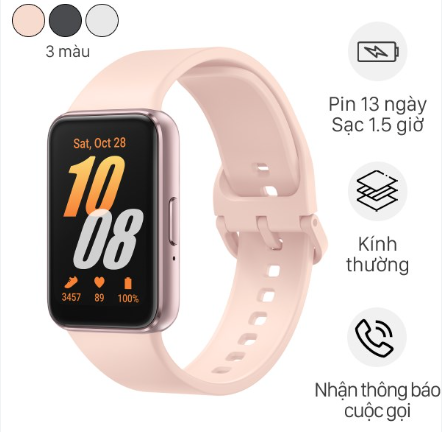 3 màu
Pin 13 ngày
Sạc 1.5 giờ
Sat, Oct 28
10
08
3457 89 100%
Kính
thường
Nhận thông báo
cuộc gọi